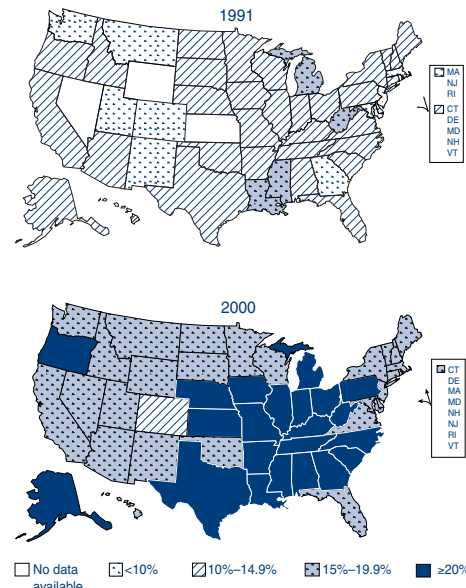 1991
MA
NJ
RI
CT
DE
MD
NH
VT
2000
CT
DE
MA
MD
NH
NJ
RI
VT
No data available
<10%
10%–14.9%
15%–19.9%
≥20%